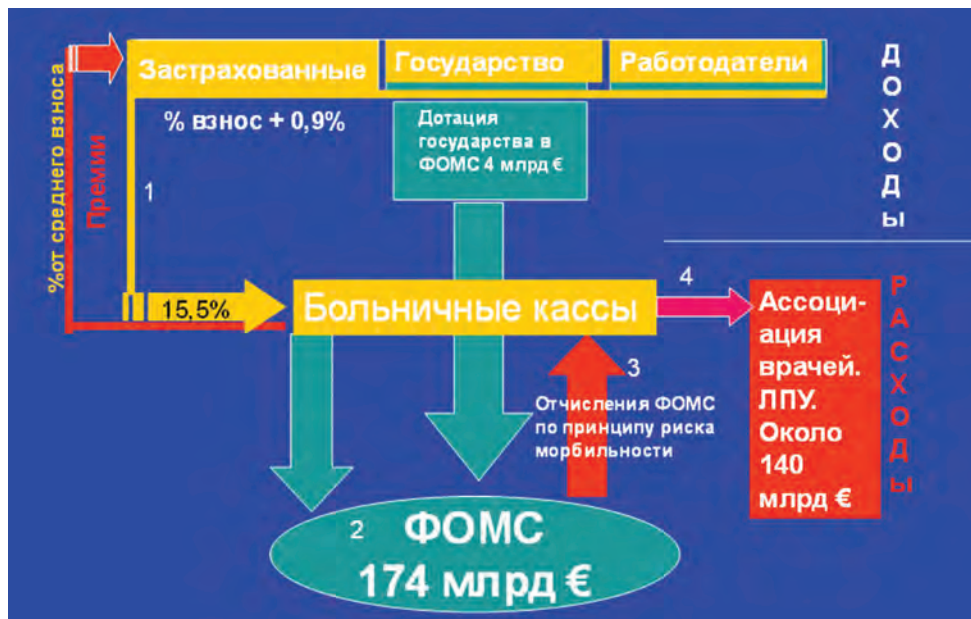 Застрахованные
Государство
Работодатели
% взнос + 0,9%
Дотация
государства в
ФОМС 4 млрд €
ДОХОДЫ
%от среднего взноса
Премии
1
15,5%
Больничные кассы
4
Ассоци-
ация
врачей.
ЛПУ.
Около
140
млрд €
РАСХОДЫ
3
Отчисления ФОМС
по принципу риска
морбильности
2
ФОМС
174 млрд €